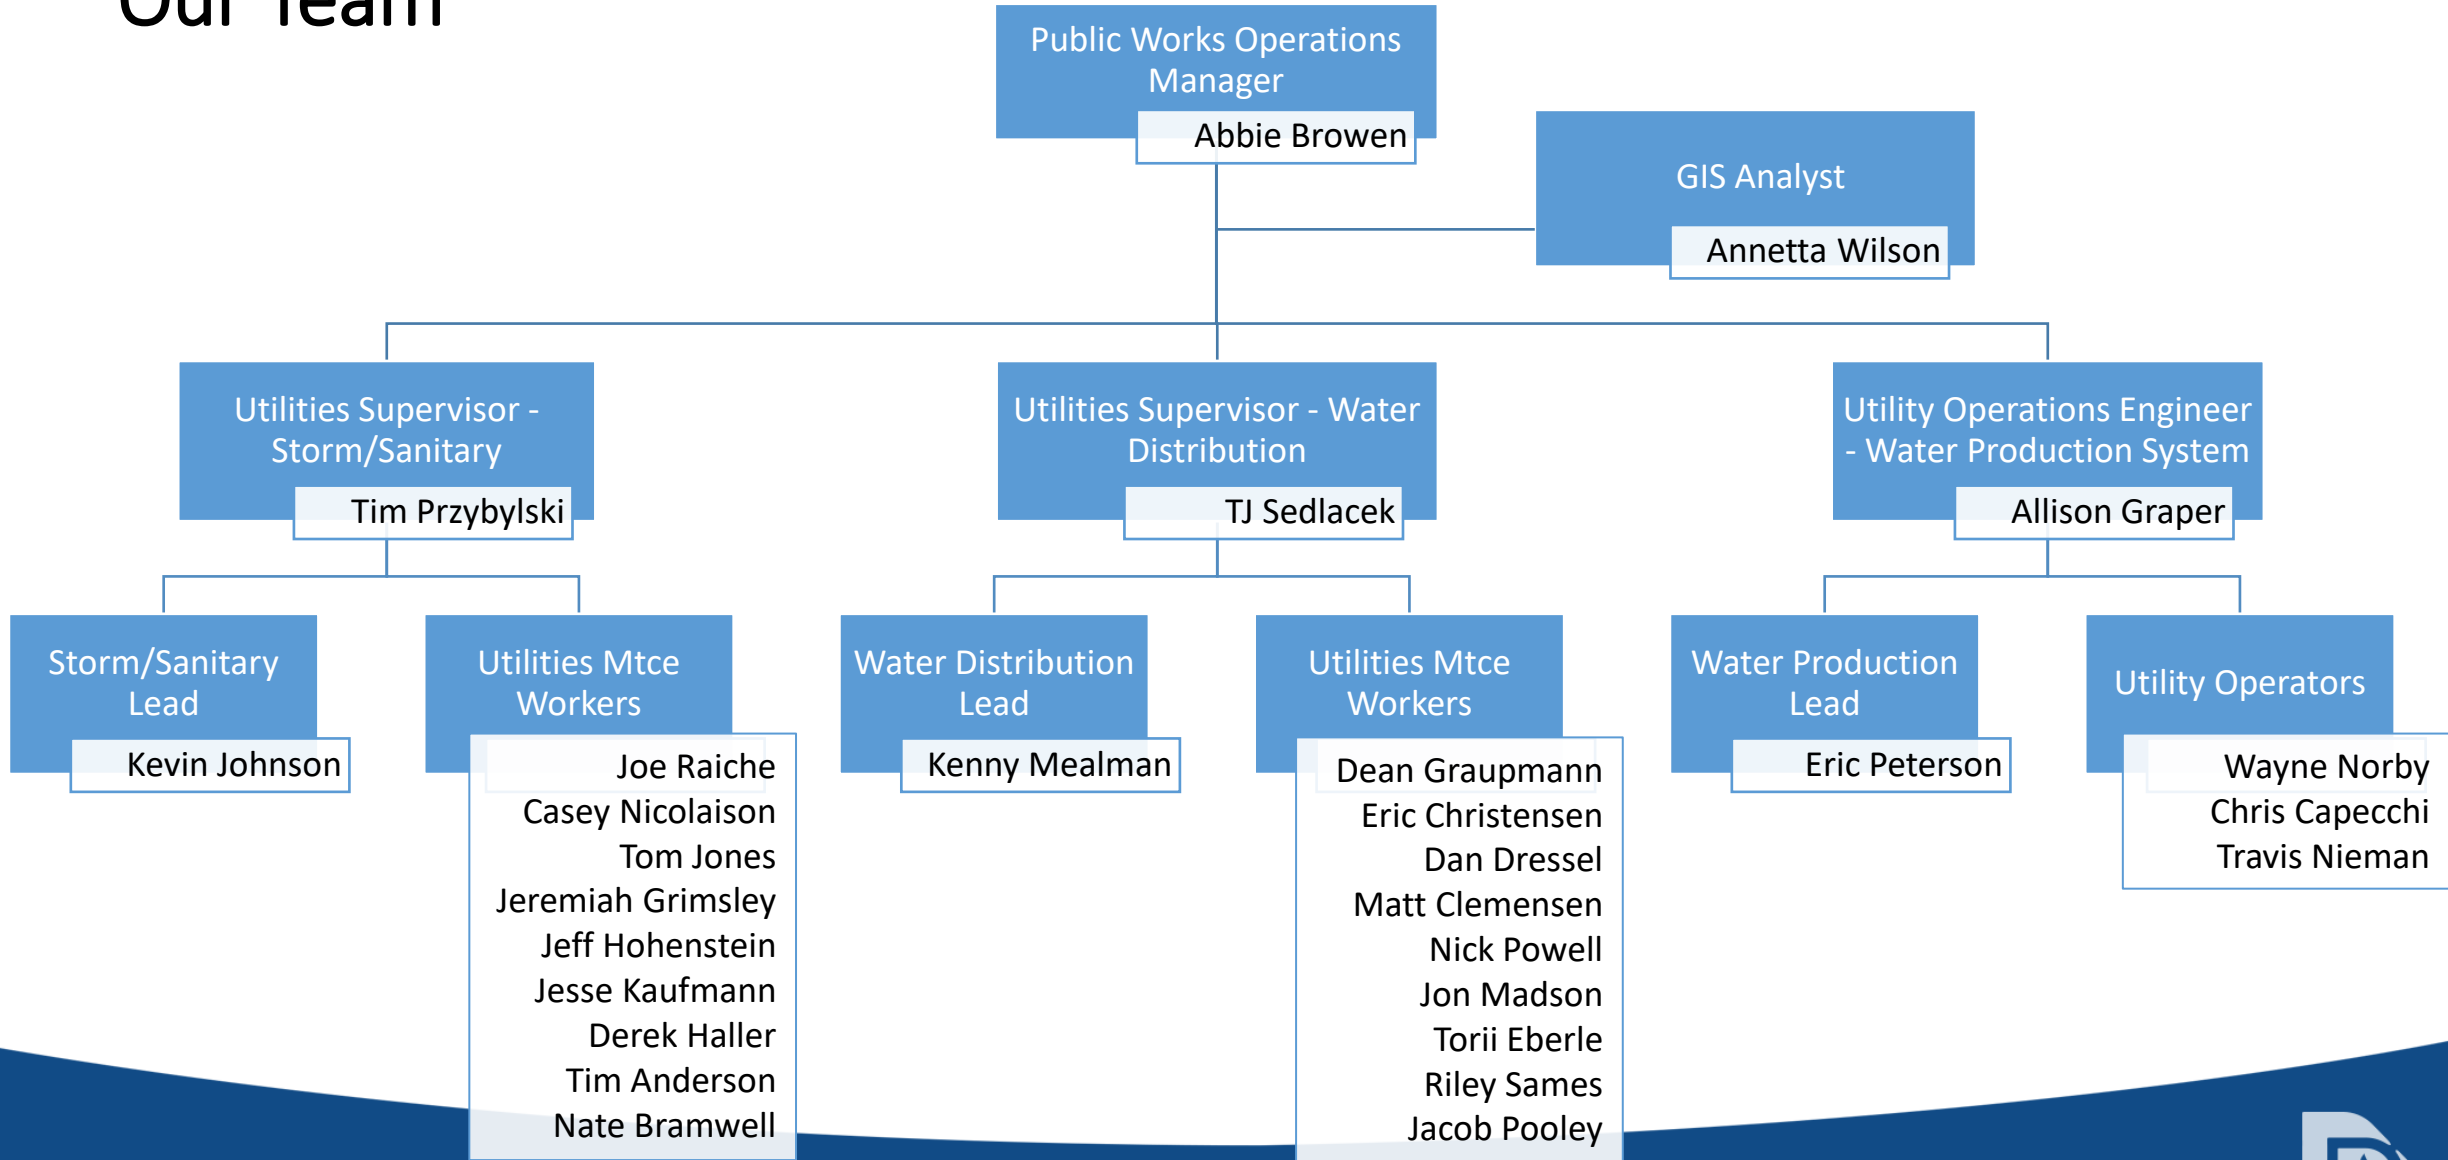 Our Team
Public Works Operations
Manager
Abbie Browen
GIS Analyst
Annetta Wilson
Utilities Supervisor -
Storm/Sanitary
Tim Przybylski
Utilities Supervisor - Water
Distribution
TJ Sedlacek
Utility Operations Engineer
- Water Production System
Allison Graper
Storm/Sanitary
Lead
Kevin Johnson
Utilities Mtce
Workers
Joe Raiche
Casey Nicolaison
Tom Jones
Jeremiah Grimsley
Jeff Hohenstein
Jesse Kaufmann
Derek Haller
Tim Anderson
Nate Bramwell
Water Distribution
Lead
Kenny Mealman
Utilities Mtce
Workers
Dean Graupmann
Eric Christensen
Dan Dressel
Matt Clemensen
Nick Powell
Jon Madson
Torii Eberle
Riley Sames
Jacob Pooley
Water Production
Lead
Eric Peterson
Utility Operators
Wayne Norby
Chris Capecchi
Travis Nieman